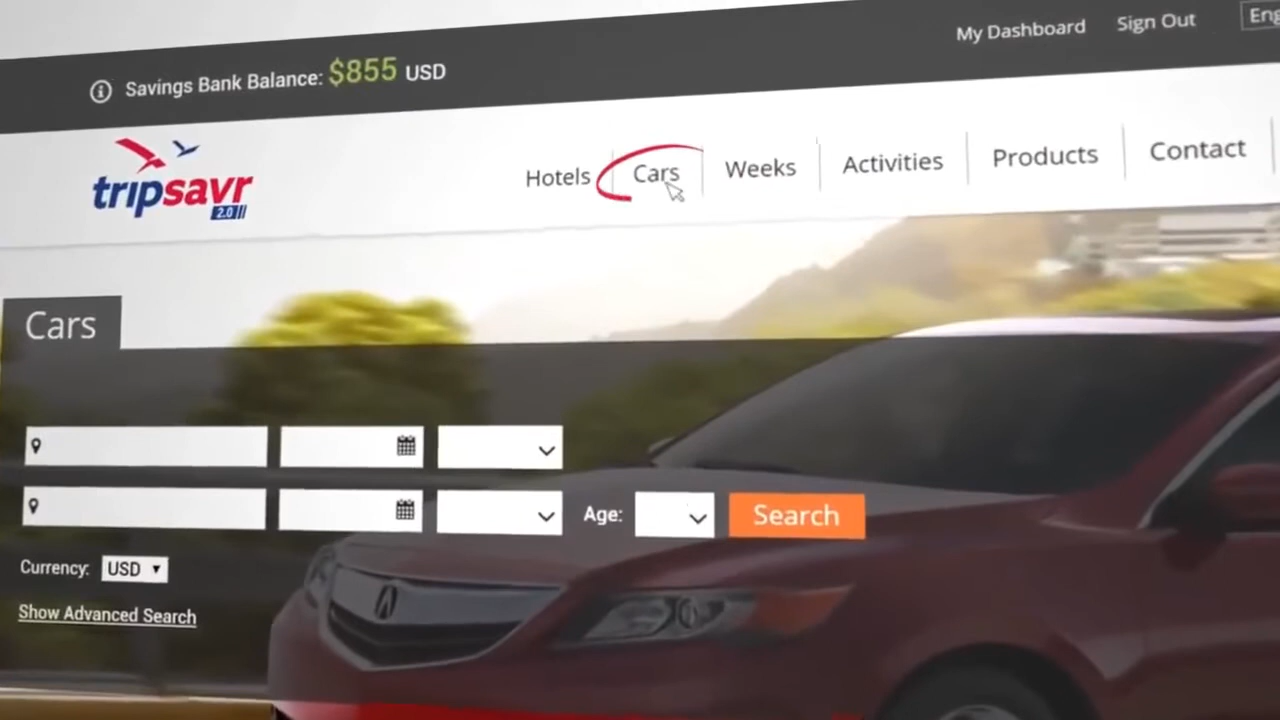 My Dashboard Sign Out Eng
Savings Bank Balance: $855 USD
tripsavr
2.0
Hotels Cars Weeks Activities Products Contact
Cars
Age: Search
Currency: USD
Show Advanced Search